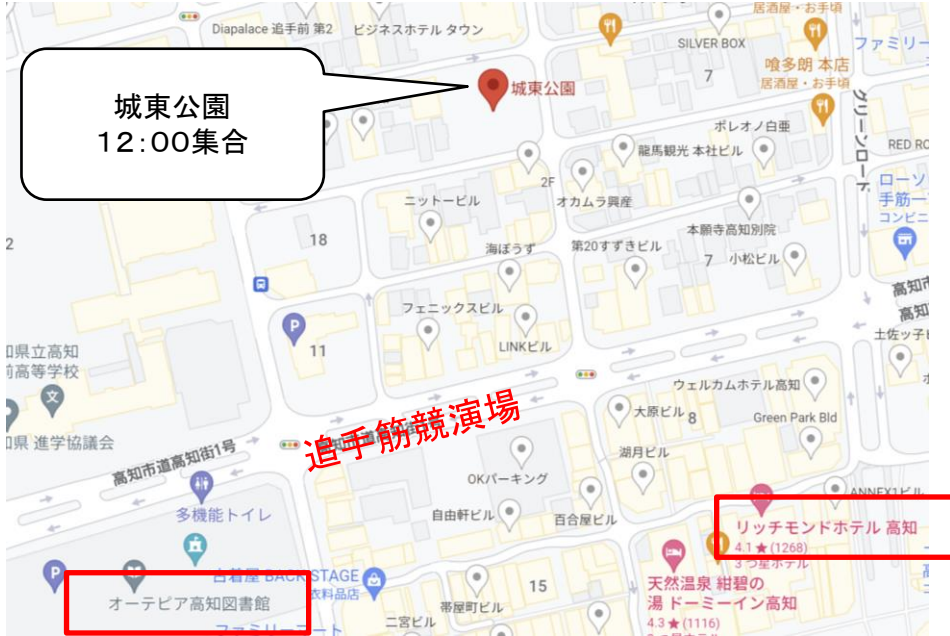 居酒屋・お手頃
Diapalace 追手前 第2
ビジネスホテル タウン
SILVER BOX
ファミリー
喰多朗 本店
居酒屋・お手頃
城東公園
12:00集合
城東公園
7
グリーンロード
ポレオノ白亜
龍馬観光 本社ビル
RED RO
2F
オカムラ興産
ニットービル
ローソ
手筋一
コンビニ
18
2
海ぼうず
第20すずきビル
本願寺高知別院
7
小松ビル
高知市
高知
フェニックスビル
LINKビル
土佐ッ子ビ
11
P
知県立高知
前高等学校
文
ウェルカムホテル高知
大原ビル
8
Green Park Bld
知県 進学協議会
追手筋競演場
高知市道高知街1号
湖月ビル
OKパーキング
ANNEX1ビル
多機能トイレ
自由軒ビル
百合屋ビル
リッチモンドホテル 高知
4.1★(1268)
3つ星ホテル
P
古着屋 BACK STAGE
衣料品店
15
天然温泉 紺碧の
湯 ドーミーイン高知
4.3★(1116)
オーテピア高知図書館
帯屋町ビル
二宮ビル
ファミリーマート